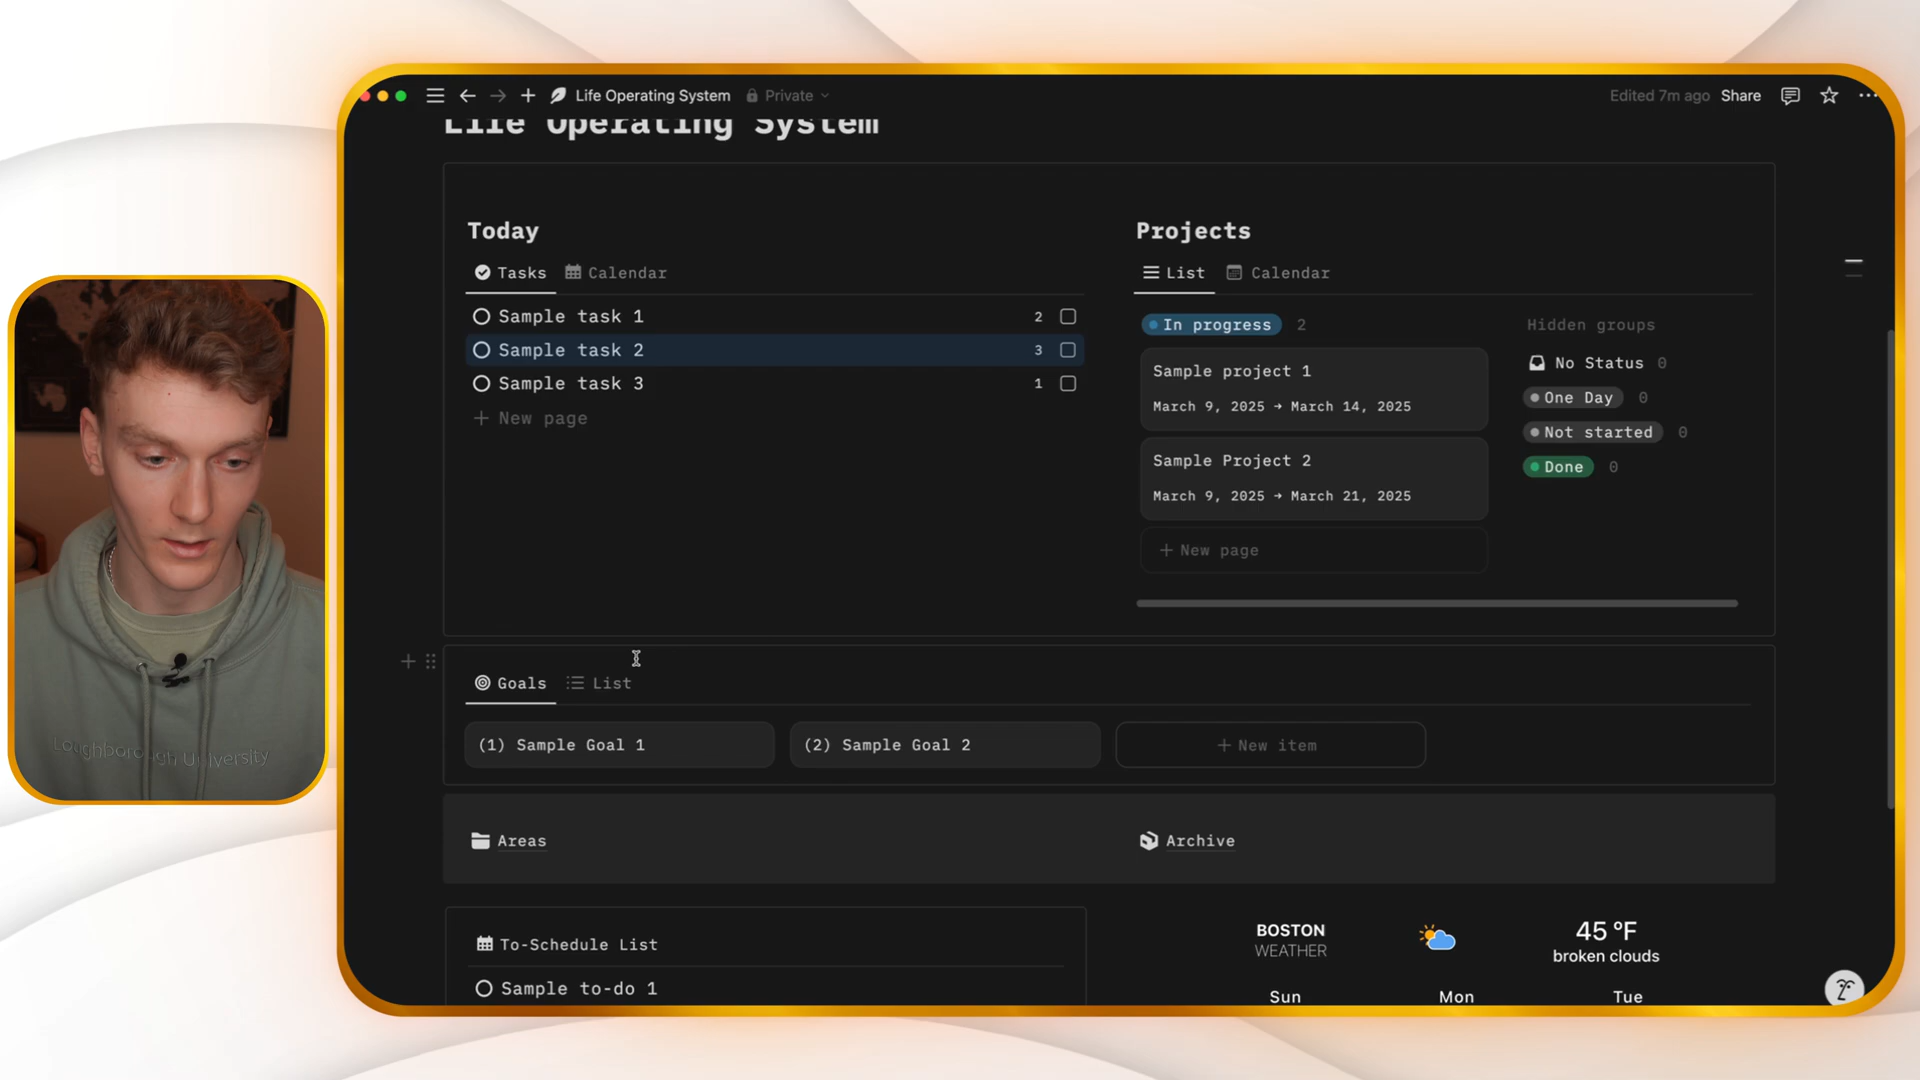 Life Operating System Private
Edited 7m ago Share
Life Operating System
Today
Tasks Calendar
Sample task 1 2
Sample task 2 3
Sample task 3 1
+ New page
Projects
List Calendar
In progress 2
Sample project 1
March 9, 2025 → March 14, 2025
Sample Project 2
March 9, 2025 → March 21, 2025
+ New page
Hidden groups
No Status 0
One Day 0
Not started 0
Done 0
Goals List
(1) Sample Goal 1
(2) Sample Goal 2
+ New item
Areas
Archive
To-Schedule List
Sample to-do 1
BOSTON
WEATHER
45 °F
broken clouds
Sun Mon Tue
Loughborough University